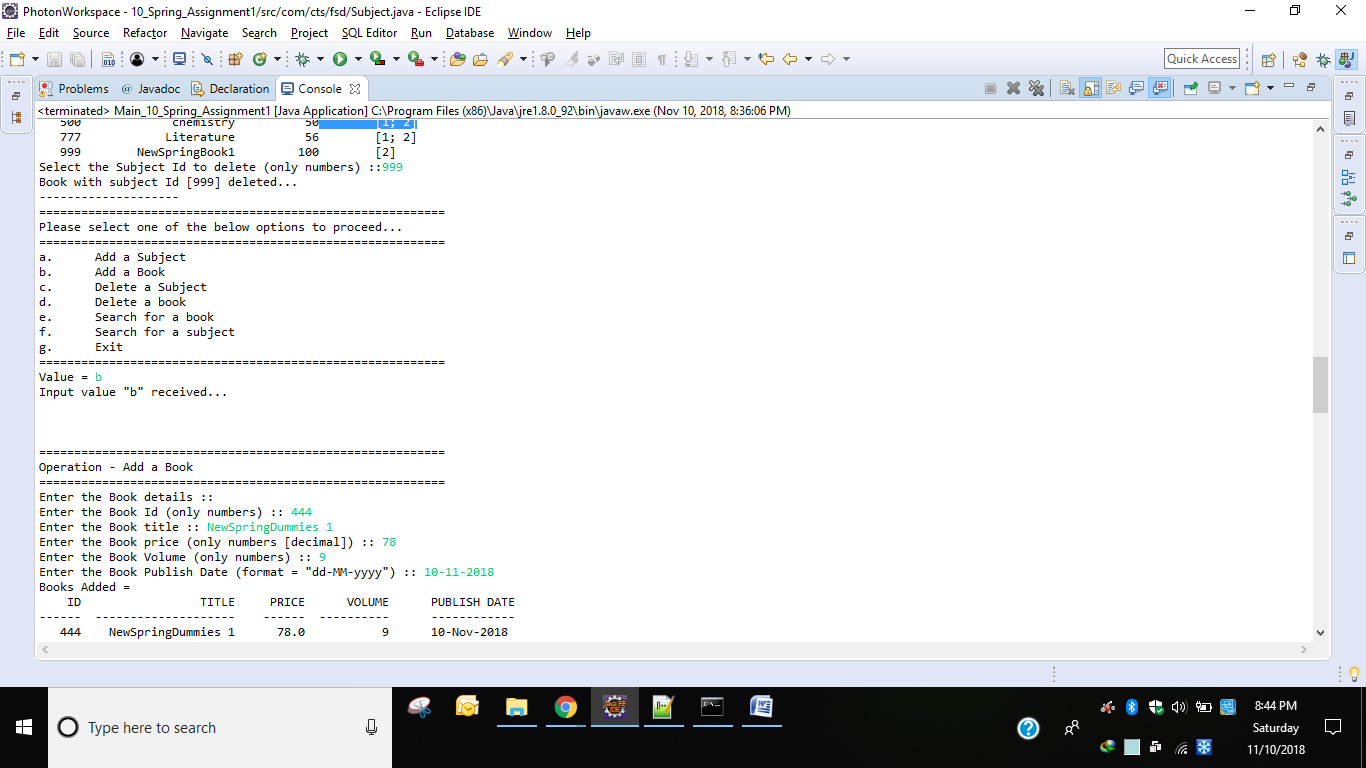 PhotonWorkspace - 10_Spring_Assignment1/src/com/cts/fsd/Subject.java - Eclipse IDE
File Edit Source Refactor Navigate Search Project SQL Editor Run Database Window Help
Quick Access
Problems @ Javadoc Declaration Console
<terminated> Main_10_Spring_Assignment1 [Java Application] C:\Program Files (x86)\Java\jre1.8.0_92\bin\javaw.exe (Nov 10, 2018, 8:36:06 PM)
500 chemistry 50 [1; 2]
777 Literature 56 [1; 2]
999 NewSpringBook1 100 [2]
Select the Subject Id to delete (only numbers) ::999
Book with subject Id [999] deleted...
--------------------
==========================================================
Please select one of the below options to proceed...
==========================================================
a. Add a Subject
b. Add a Book
c. Delete a Subject
d. Delete a book
e. Search for a book
f. Search for a subject
g. Exit
==========================================================
Value = b
Input value "b" received...
==========================================================
Operation - Add a Book
==========================================================
Enter the Book details ::
Enter the Book Id (only numbers) :: 444
Enter the Book title :: NewSpringDummies 1
Enter the Book price (only numbers [decimal]) :: 78
Enter the Book Volume (only numbers) :: 9
Enter the Book Publish Date (format = "dd-MM-yyyy") :: 10-11-2018
Books Added =
ID TITLE PRICE VOLUME PUBLISH DATE
------ -------------------- ------ ---------- ------------
444 NewSpringDummies 1 78.0 9 10-Nov-2018
Type here to search
8:44 PM
Saturday
11/10/2018